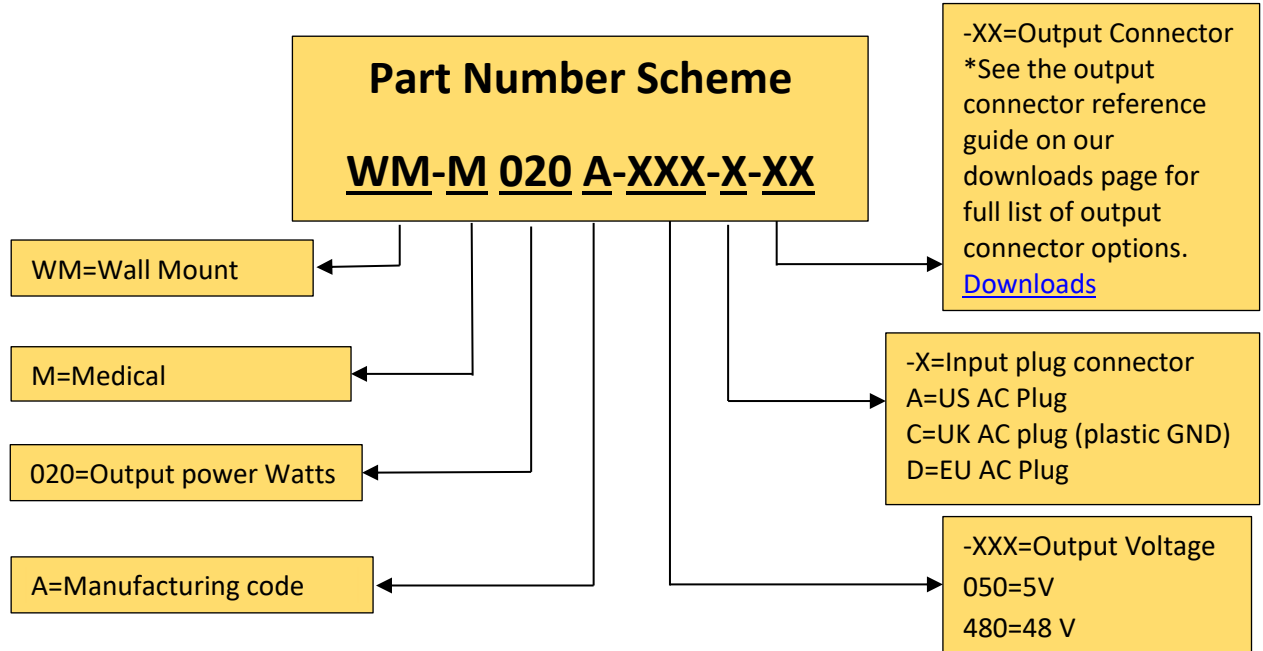 Part Number Scheme
WM-M 020 A-XXX-X-XX
WM=Wall Mount
M=Medical
020=Output power Watts
A=Manufacturing code
-XX=Output Connector
*See the output
connector reference
guide on our
downloads page for
full list of output
connector options.
Downloads
-X=Input plug connector
A=US AC Plug
C=UK AC plug (plastic GND)
D=EU AC Plug
-XXX=Output Voltage
050=5V
480=48 V